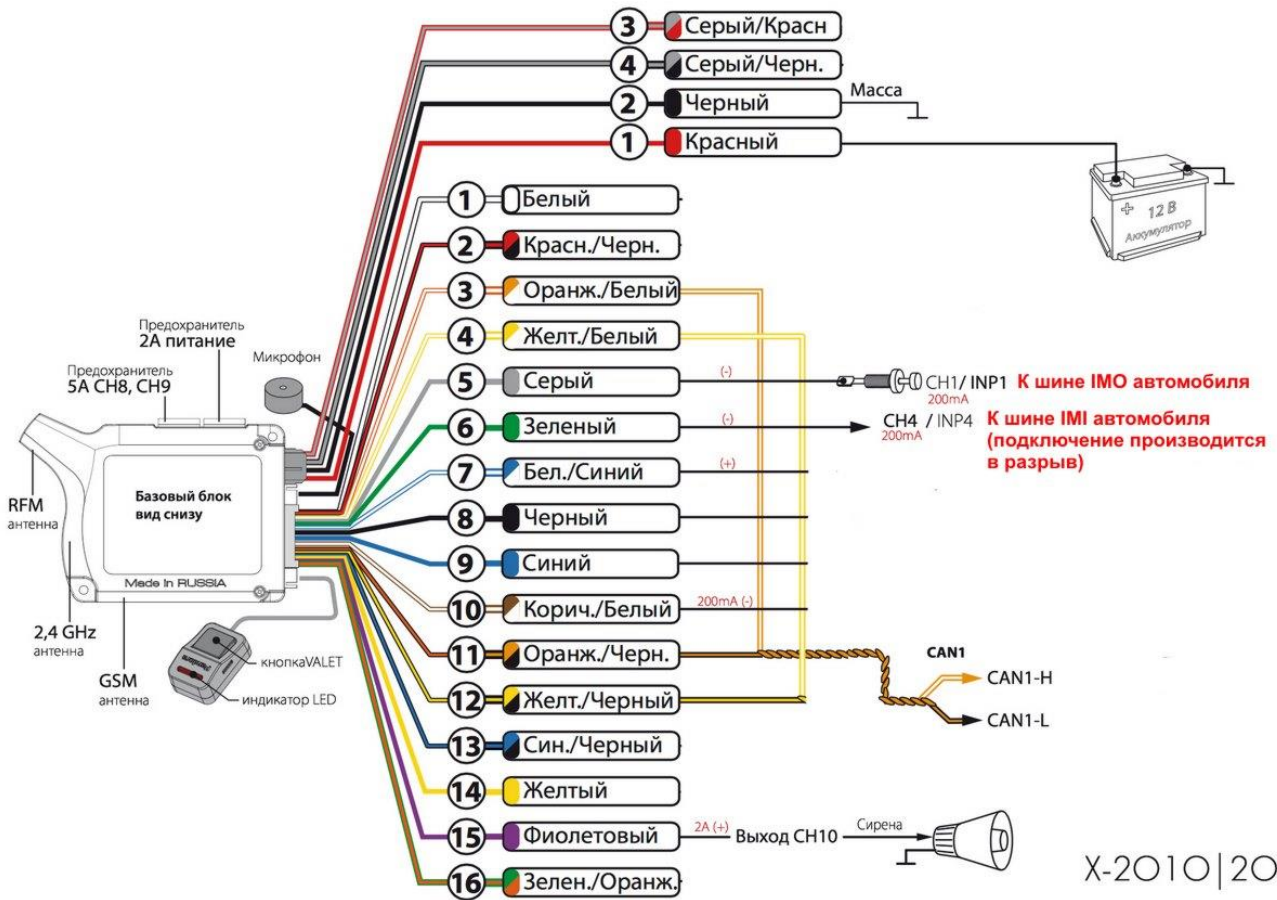 3 Серый/Красн
4 Серый/Черн.
2 Черный Масса
1 Красный
+ 12 В
Аккумулятор
1 Белый
2 Красн./Черн.
3 Оранж./Белый
4 Желт./Белый
5 Серый (-) CH1/ INP1 К шине IMO автомобиля
200mA
6 Зеленый (-) CH4 / INP4 К шине IMI автомобиля
200mA (подключение производится
в разрыв)
7 Бел./Синий (+)
8 Черный
9 Синий
10 Корич./Белый 200mA (-)
11 Оранж./Черн.
12 Желт./Черный
13 Син./Черный
14 Желтый
15 Фиолетовый 2A (+) Выход CH10 Сирена
16 Зелен./Оранж.
CAN1
CAN1-H
CAN1-L
Предохранитель
2А питание
Предохранитель
5А CH8, CH9
Микрофон
Базовый блок
вид снизу
Made in RUSSIA
RFM
антенна
2,4 GHz
антенна
GSM
антенна
Pandora
кнопкаVALET
индикатор LED
X-2010|20